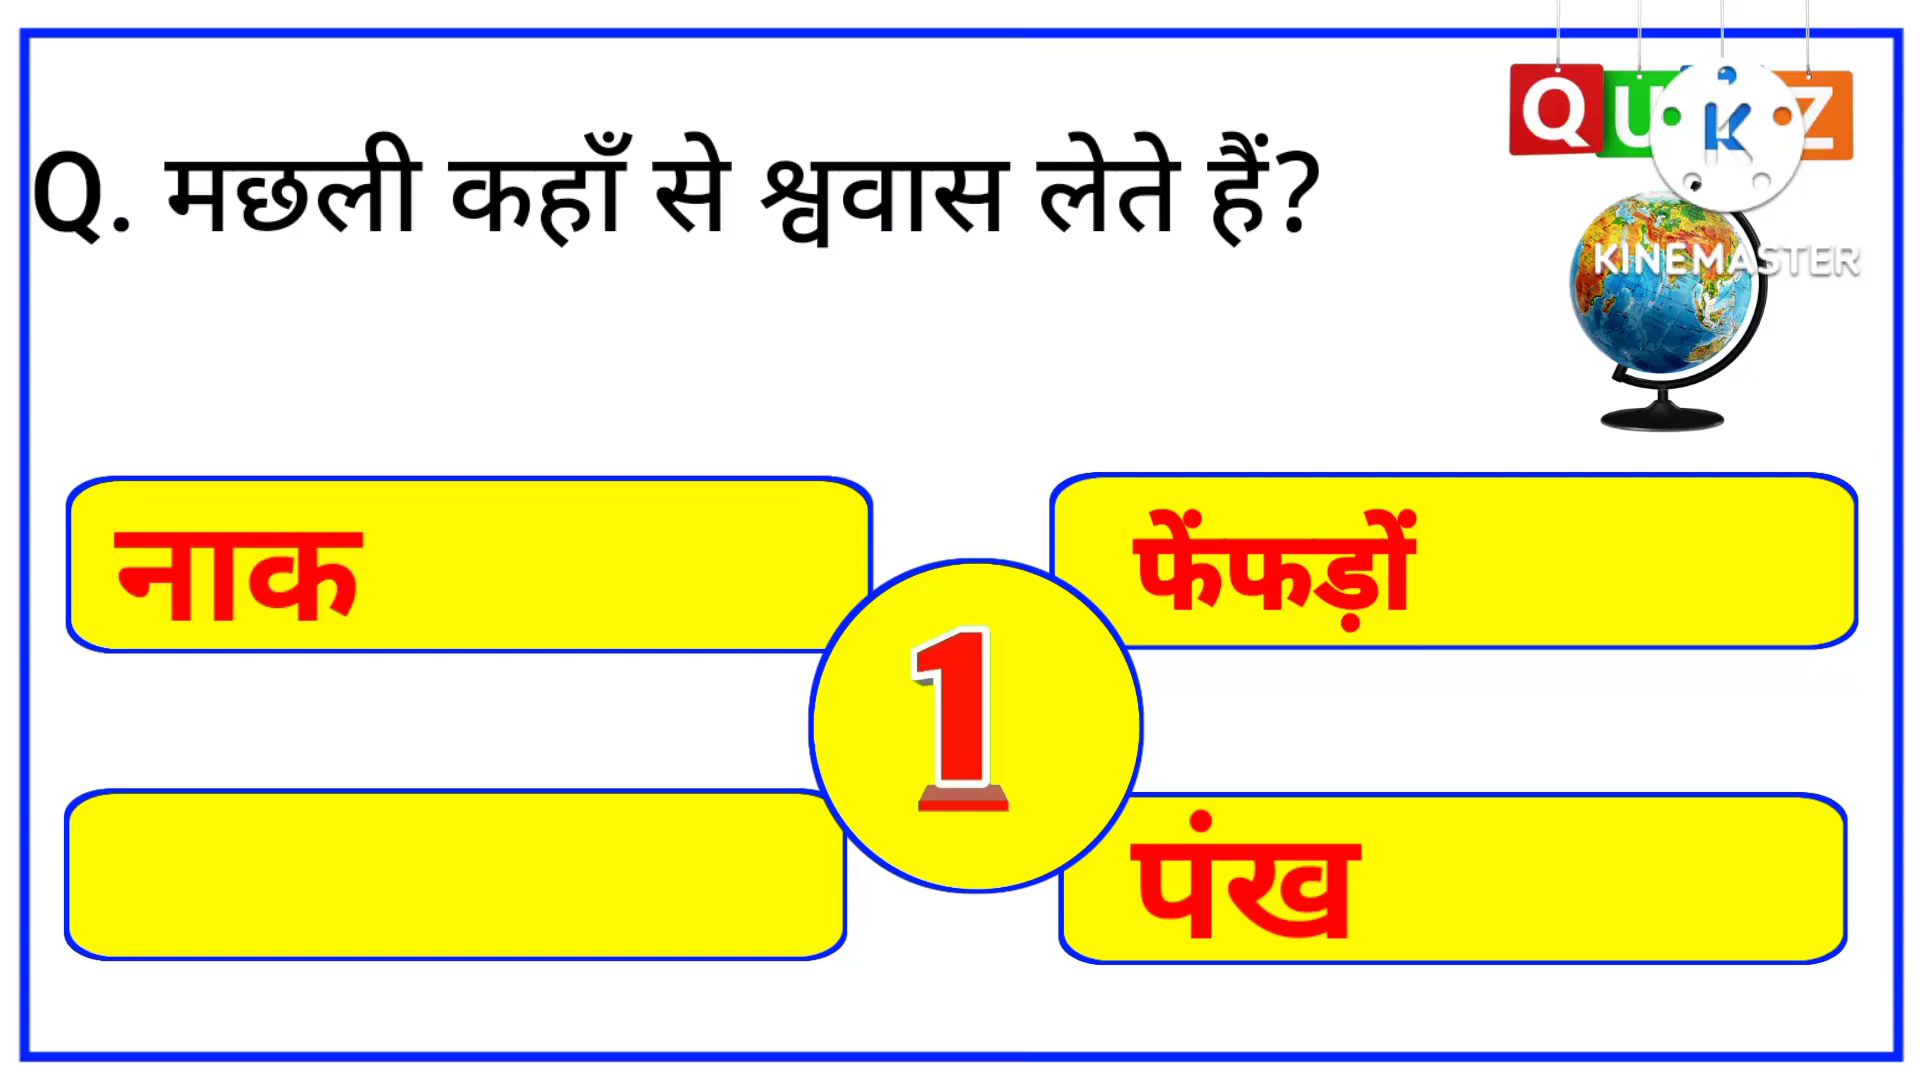 QUIZ
K
KINEMASTER
Q. मछली कहाँ से श्ववास लेते हैं?
नाक
फेंफड़ों
1
पंख